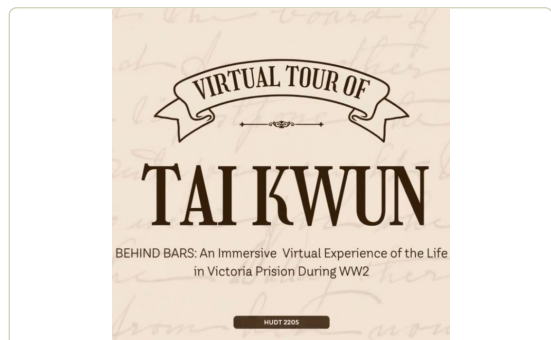 VIRTUAL TOUR OF
TAI KWUN
BEHIND BARS: An Immersive Virtual Experience of the Life
in Victoria Prision During WW2
HUDT 2205